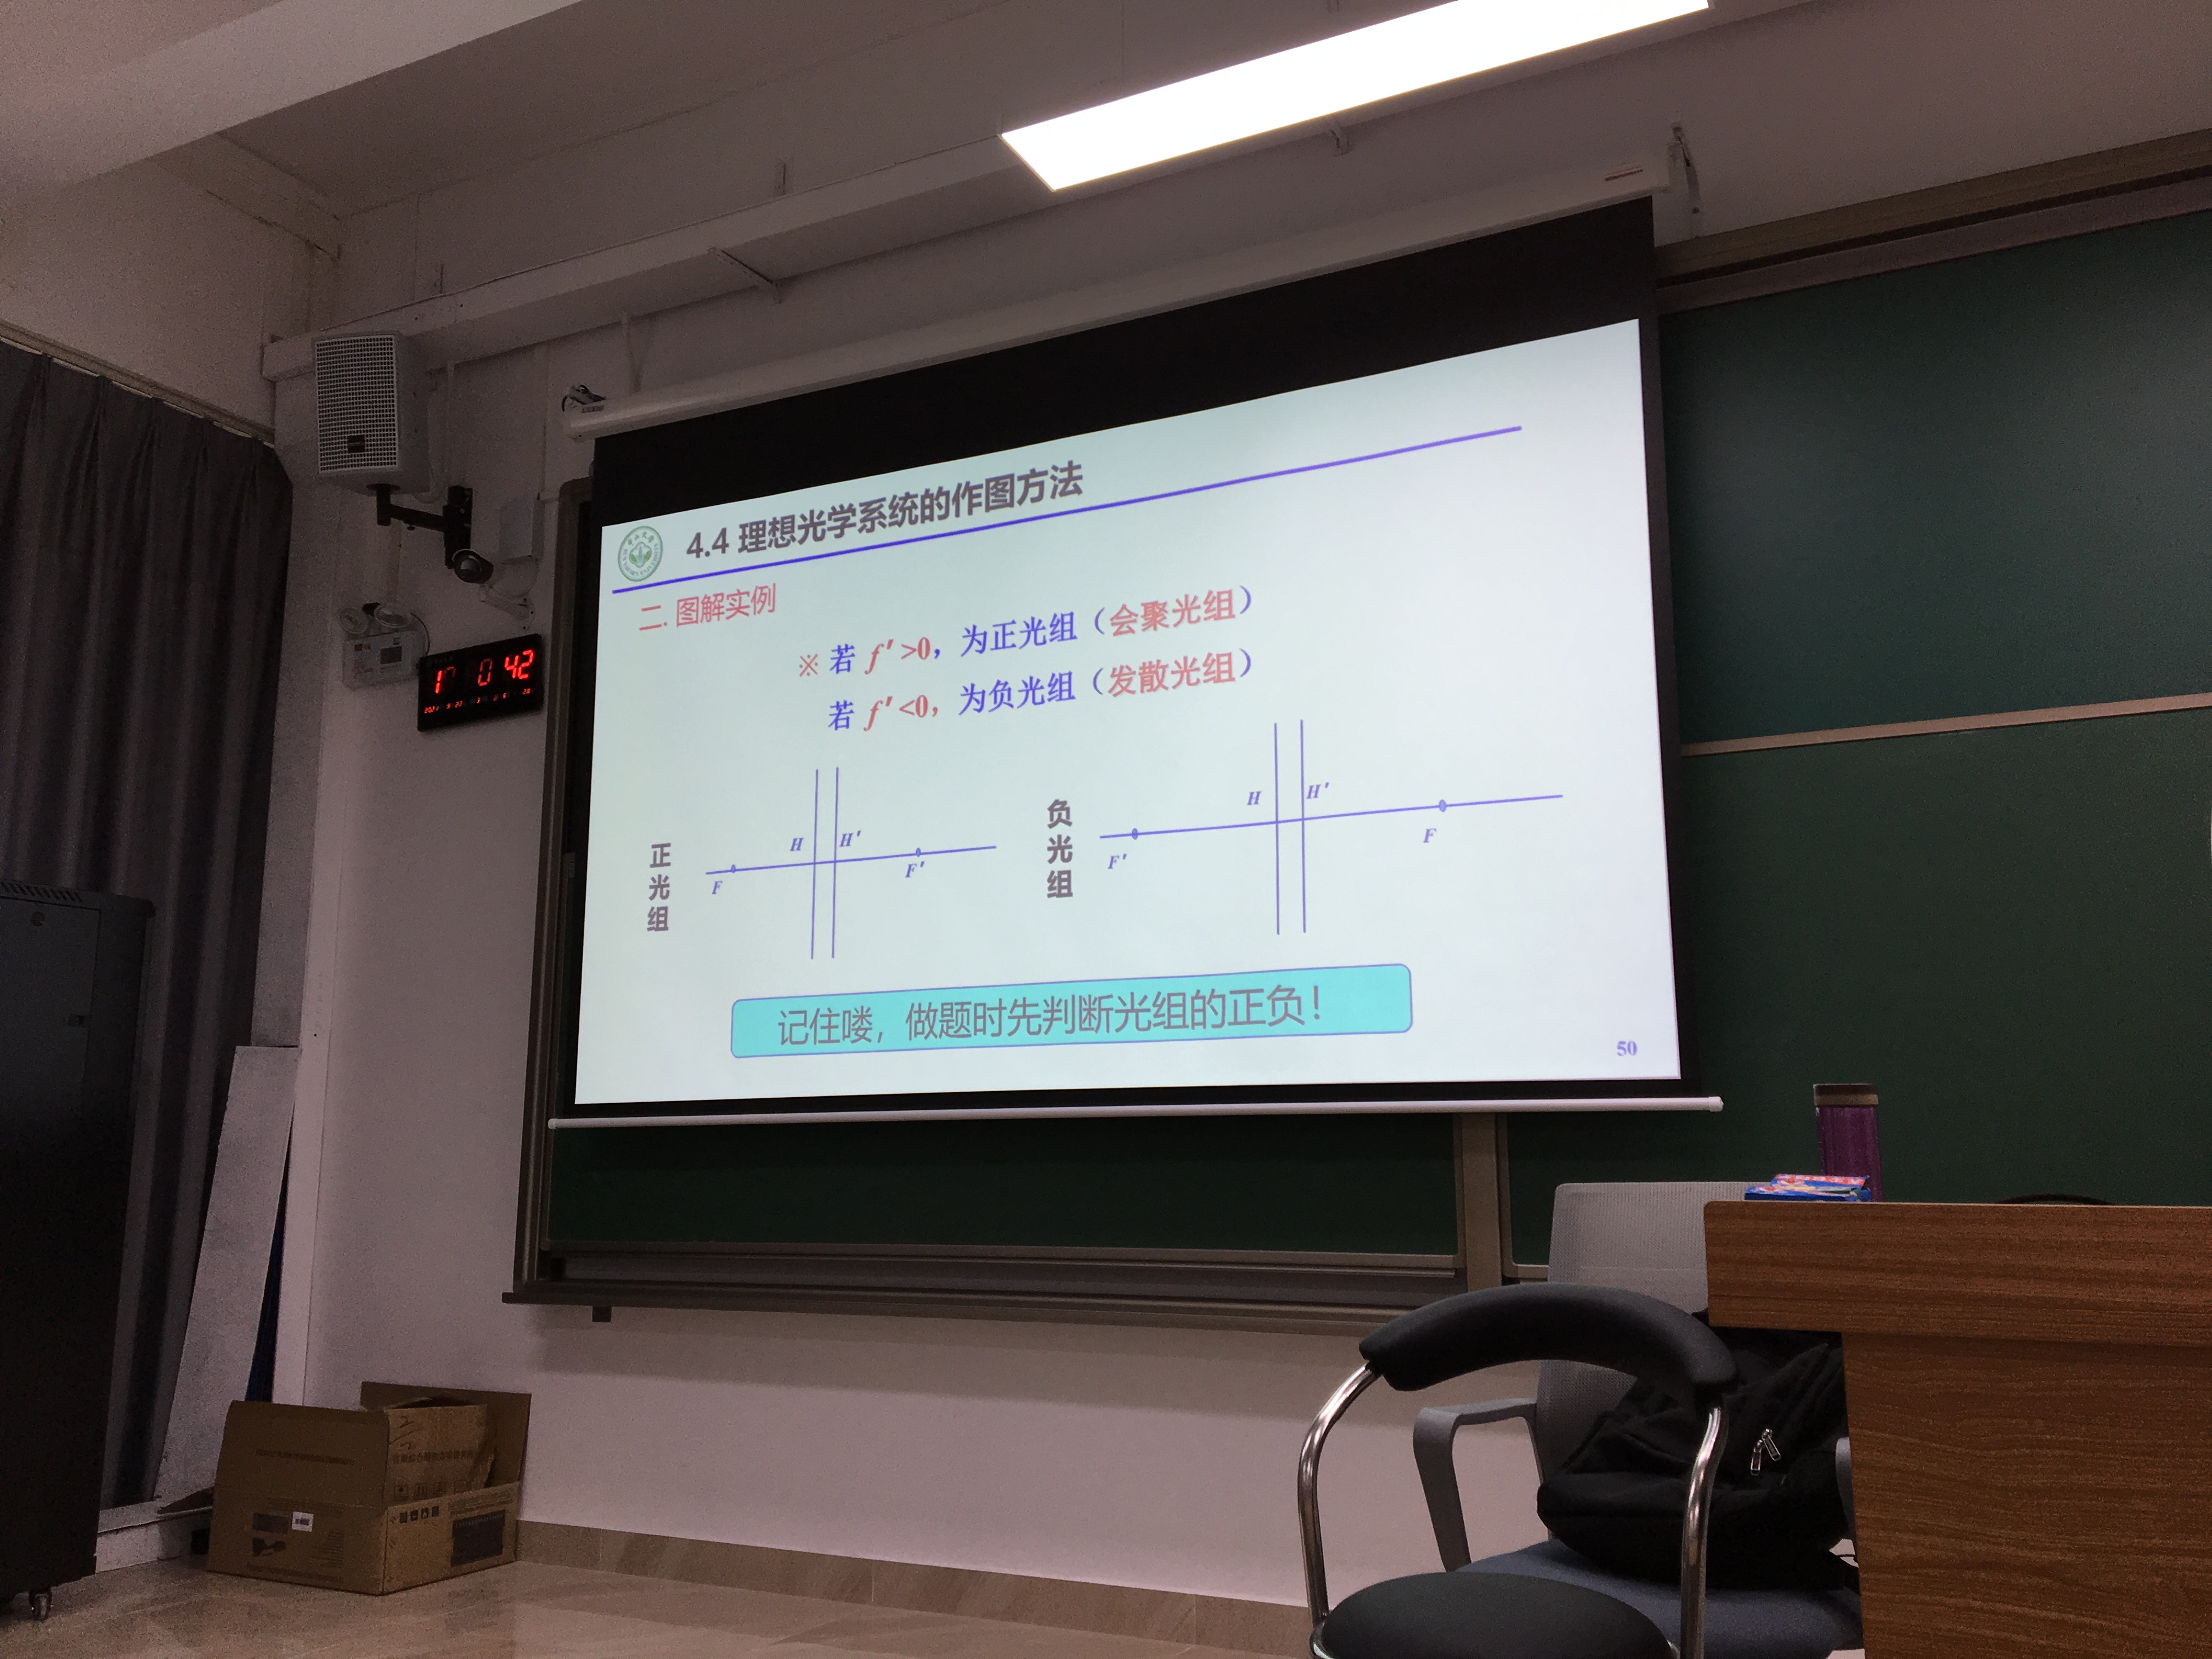 4.4 理想光学系统的作图方法
二. 图解实例
※ 若 f′>0，为正光组（会聚光组）
若 f′<0，为负光组（发散光组）
正光组
F
H
H′
F′
负光组
F′
H
H′
F
记住喽，做题时先判断光组的正负！
50